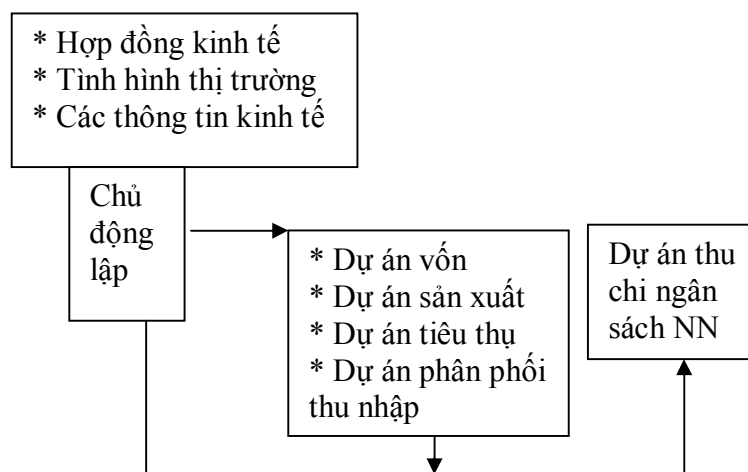 * Hợp đồng kinh tế
* Tình hình thị trường
* Các thông tin kinh tế
Chủ
động
lập
* Dự án vốn
* Dự án sản xuất
* Dự án tiêu thụ
* Dự án phân phối
thu nhập
Dự án thu
chi ngân
sách NN